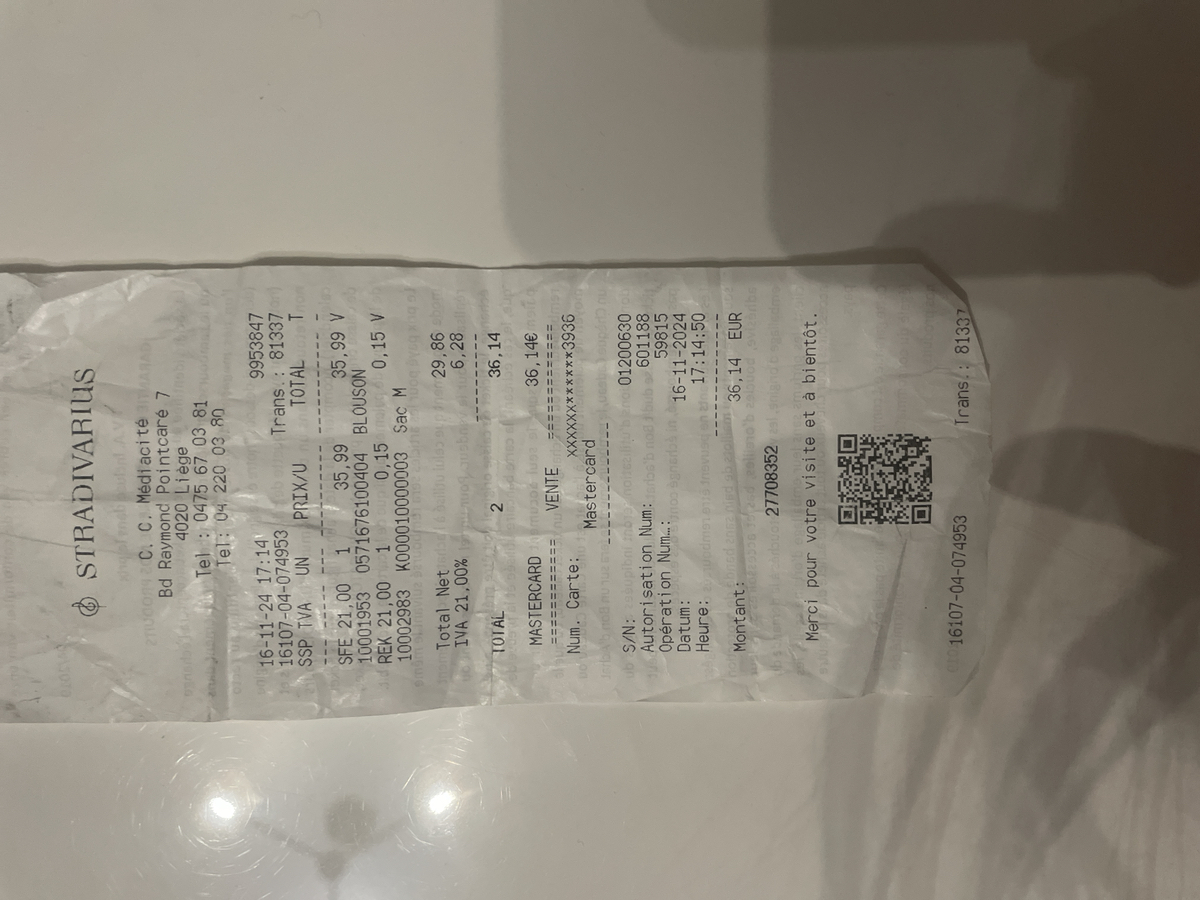 STRADIVARIUS
C. C. Médiacité
Bd Raymond Pointcaré 7
4020 Liège
Tel : 0475 67 03 81
Tel: 04 220 03 80
16-11-24 17:14 9953847
16107-04-074953 Trans.: 81337
SSP TVA UN PRIX/U TOTAL T
--- ----- --- --------- --------- -
SFE 21,00 1 35,99 35,99 V
10001953 0571676100404 BLOUSON
REK 21,00 1 0,15 0,15 V
10002983 K000010000003 Sac M
Total Net 29,86
IVA 21,00% 6,28
---------
TOTAL 2 36,14
MASTERCARD 36,14€
============ VENTE ============
Num. Carte: XXXXXX******3936
Mastercard
------------
S/N: 01200630
Autorisation Num: 601188
Opération Num..: 59815
Datum: 16-11-2024
Heure: 17:14:50
------------
Montant: 36,14 EUR
27708352
Merci pour votre visite et à bientôt.
16107-04-074953 Trans.: 81337